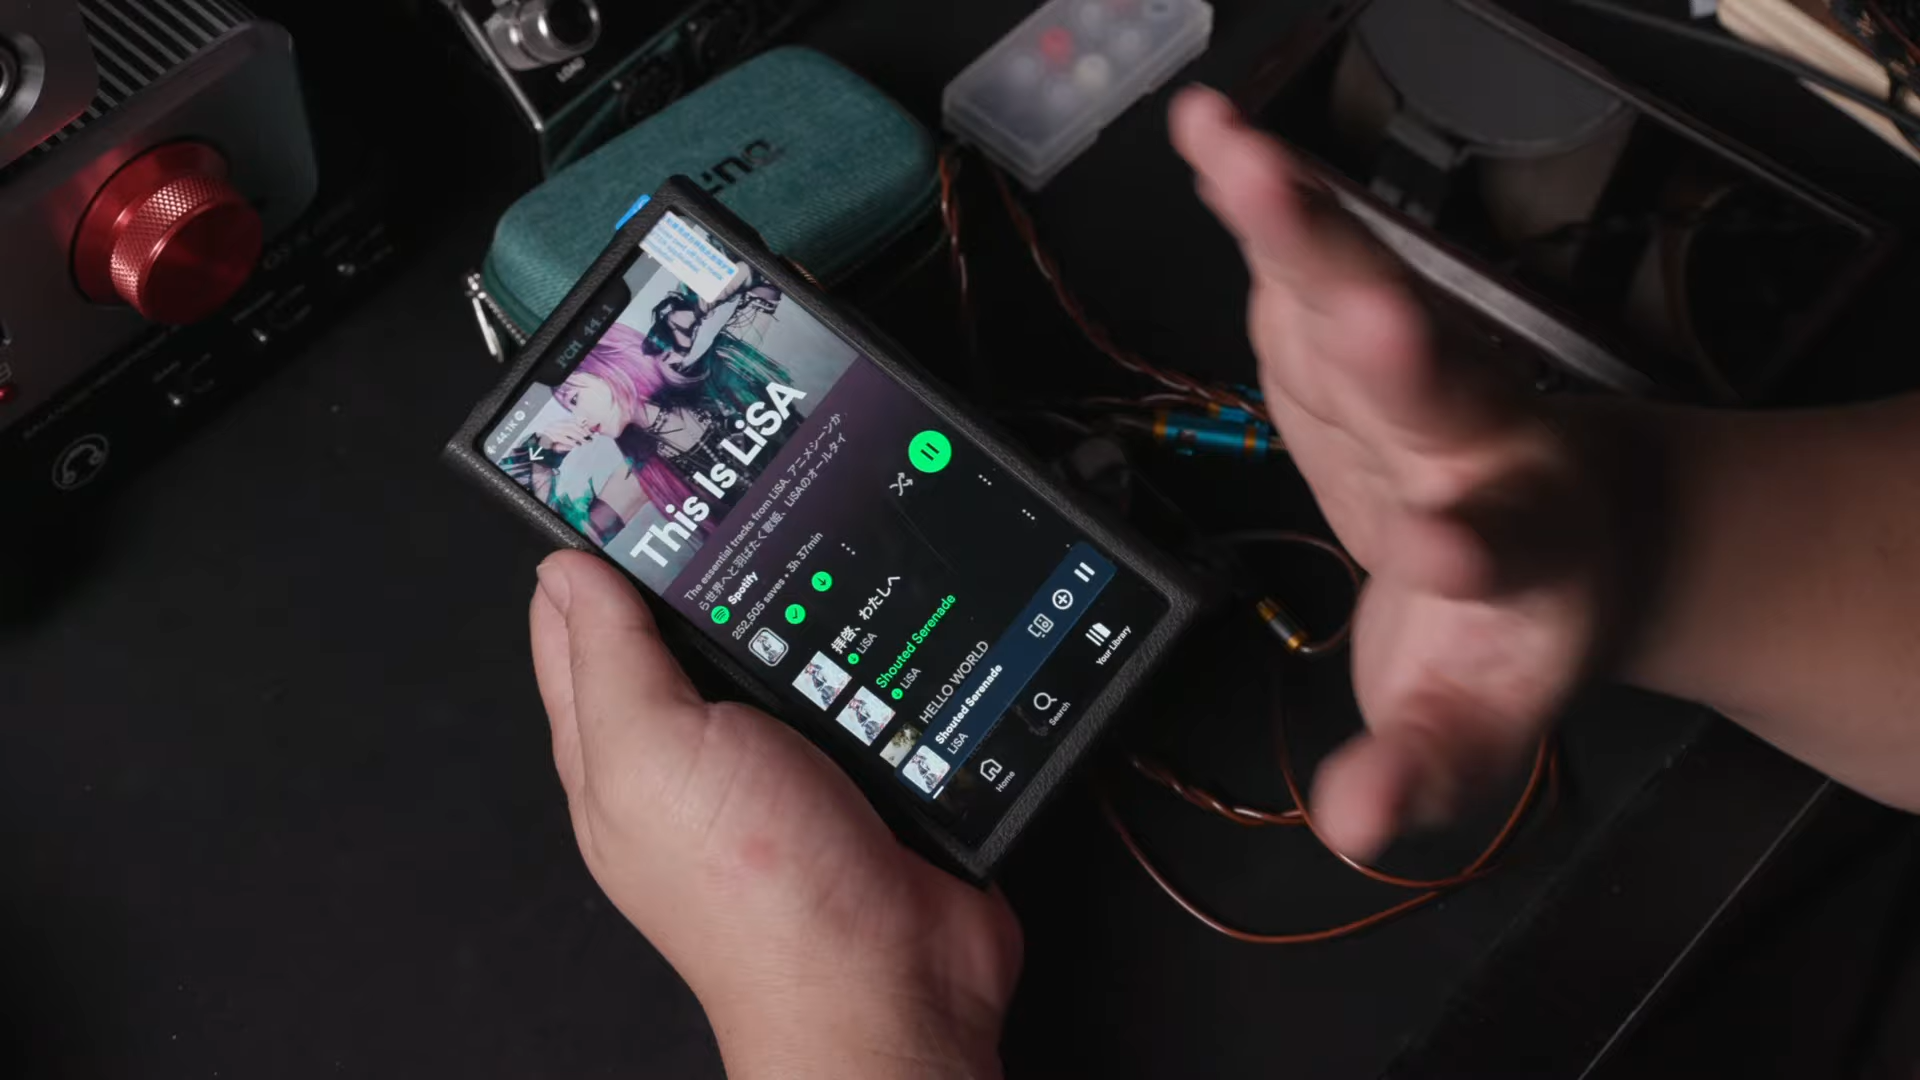 PCM 44.1
44.1K
This Is LiSA
The essential tracks from LiSA. アニメシーンか
ら世界へと羽ばたく歌姫、LiSAのオールタイ
Spotify
252,505 saves • 3h 37min
拝啓、わたしへ
LiSA
Shouted Serenade
LiSA
HELLO WORLD
Shouted Serenade
LiSA
Home
Search
Your Library